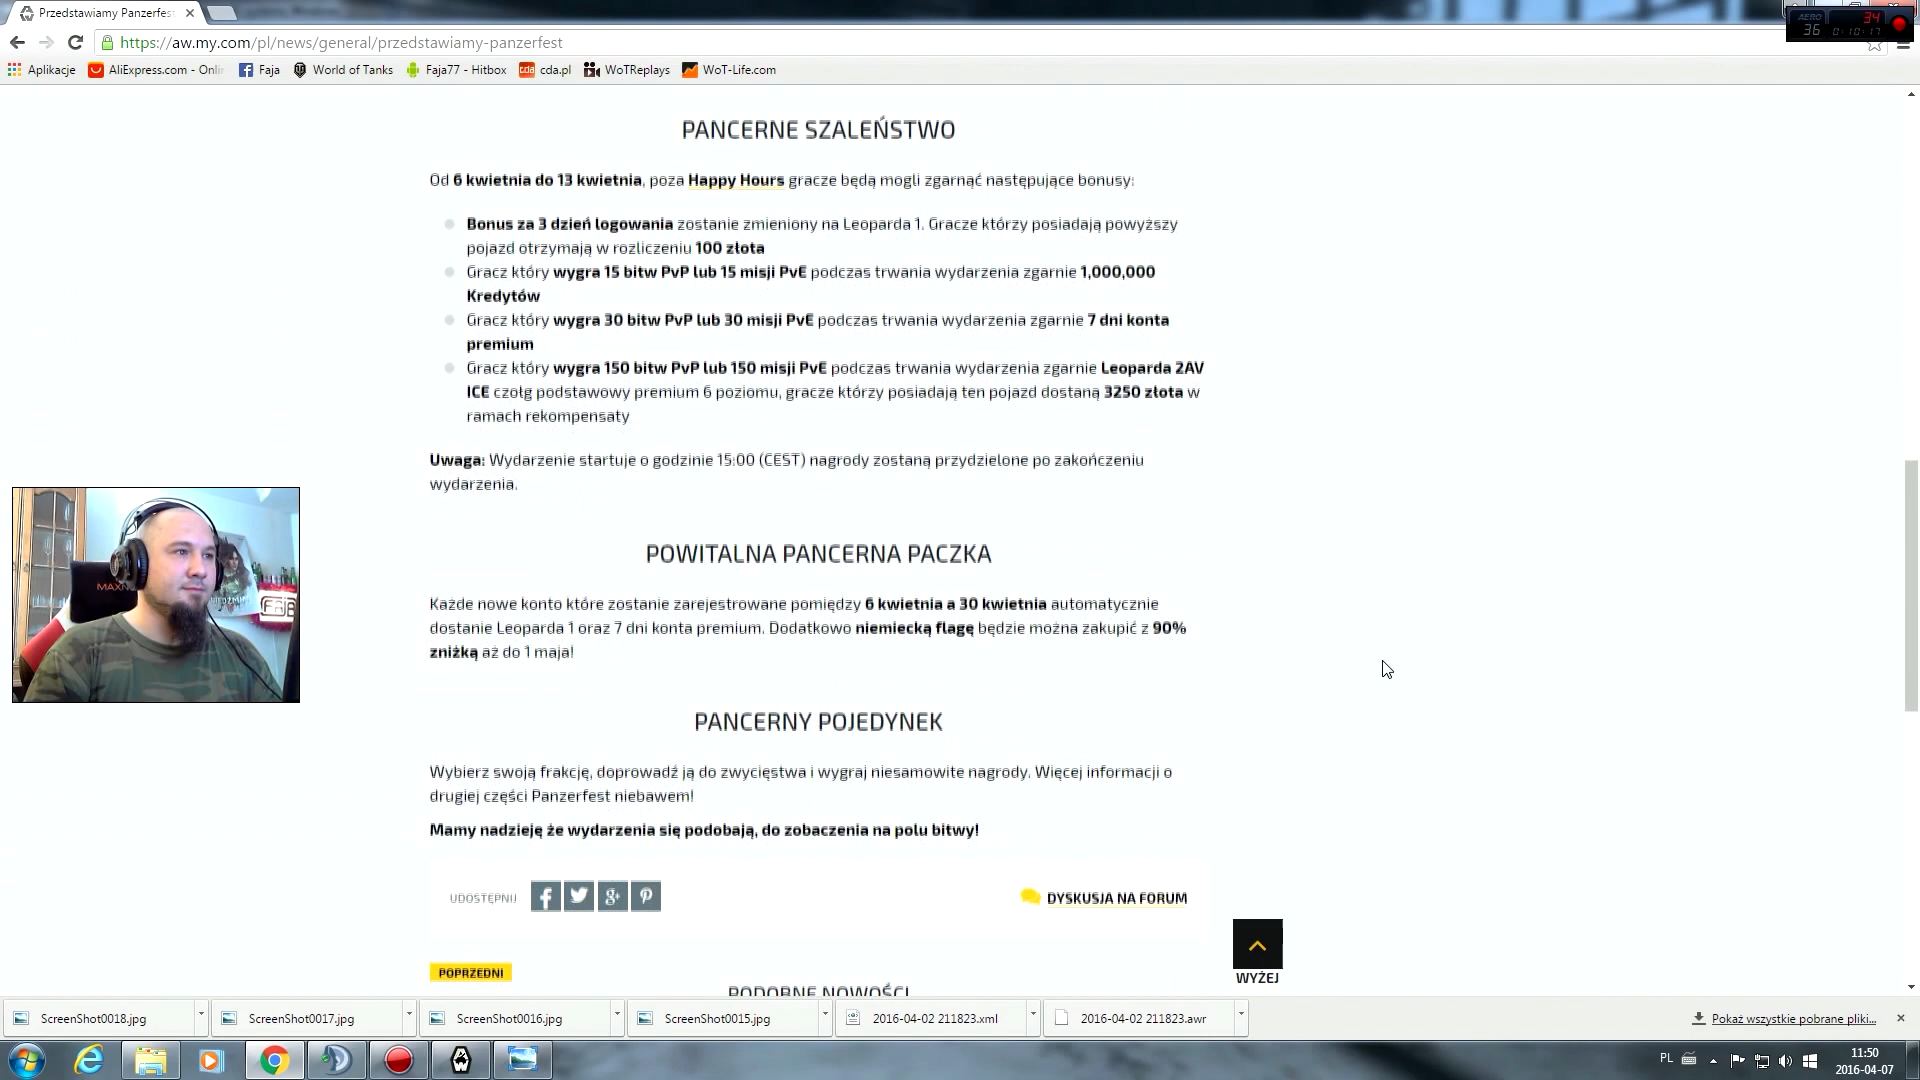 Przedstawiamy Panzerfes
AERO 34
36 0:10:17
https://aw.my.com/pl/news/general/przedstawiamy-panzerfest
Aplikacje AliExpress.com - Onli Faja World of Tanks Faja77 - Hitbox cda.pl WoTReplays WoT-Life.com
PANCERNE SZALEŃSTWO
Od 6 kwietnia do 13 kwietnia, poza Happy Hours gracze będą mogli zgarnąć następujące bonusy:
Bonus za 3 dzień logowania zostanie zmieniony na Leoparda 1. Gracze którzy posiadają powyższy
pojazd otrzymają w rozliczeniu 100 złota
Gracz który wygra 15 bitw PvP lub 15 misji PvE podczas trwania wydarzenia zgarnie 1,000,000
Kredytów
Gracz który wygra 30 bitw PvP lub 30 misji PvE podczas trwania wydarzenia zgarnie 7 dni konta
premium
Gracz który wygra 150 bitw PvP lub 150 misji PvE podczas trwania wydarzenia zgarnie Leoparda 2AV
ICE czołg podstawowy premium 6 poziomu, gracze którzy posiadają ten pojazd dostaną 3250 złota w
ramach rekompensaty
Uwaga: Wydarzenie startuje o godzinie 15:00 (CEST) nagrody zostaną przydzielone po zakończeniu
wydarzenia.
POWITALNA PANCERNA PACZKA
Każde nowe konto które zostanie zarejestrowane pomiędzy 6 kwietnia a 30 kwietnia automatycznie
dostanie Leoparda 1 oraz 7 dni konta premium. Dodatkowo niemiecką flagę będzie można zakupić z 90%
zniżką aż do 1 maja!
PANCERNY POJEDYNEK
Wybierz swoją frakcję, doprowadź ją do zwycięstwa i wygraj niesamowite nagrody. Więcej informacji o
drugiej części Panzerfest niebawem!
Mamy nadzieję że wydarzenia się podobają, do zobaczenia na polu bitwy!
UDOSTĘPNIJ
DYSKUSJA NA FORUM
WYŻEJ
POPRZEDNI
PODOBNE NOWOŚCI
ScreenShot0018.jpg ScreenShot0017.jpg ScreenShot0016.jpg ScreenShot0015.jpg 2016-04-02 211823.xml 2016-04-02 211823.awr Pokaż wszystkie pobrane pliki...
PL 11:50
2016-04-07